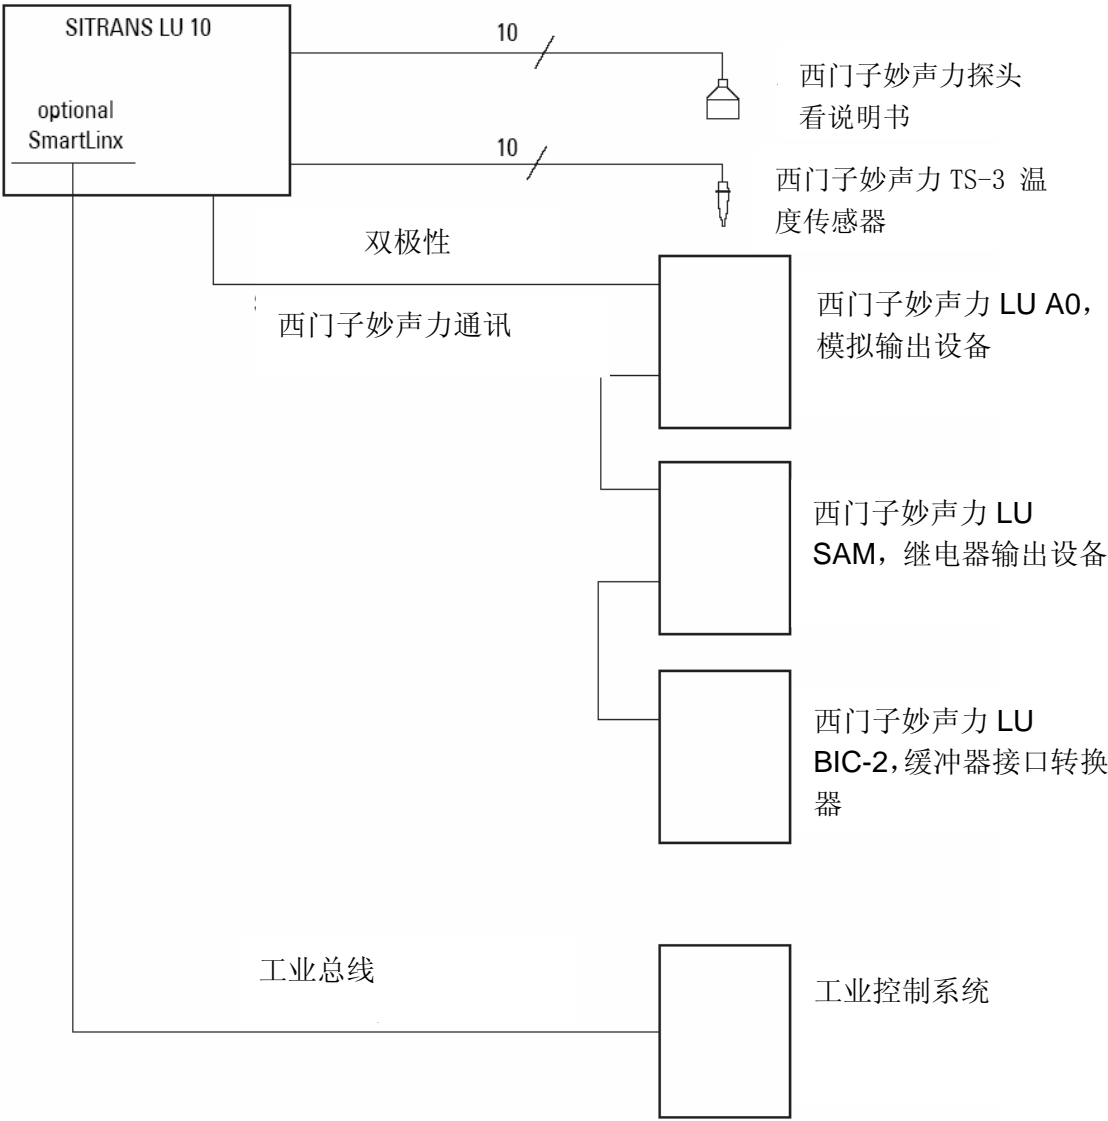 SITRANS LU 10
optional
SmartLinx
10
西门子妙声力探头
看说明书
10
西门子妙声力 TS-3 温
度传感器
双极性
西门子妙声力通讯
西门子妙声力 LU A0，
模拟输出设备
西门子妙声力 LU
SAM，继电器输出设备
西门子妙声力 LU
BIC-2，缓冲器接口转换
器
工业总线
工业控制系统